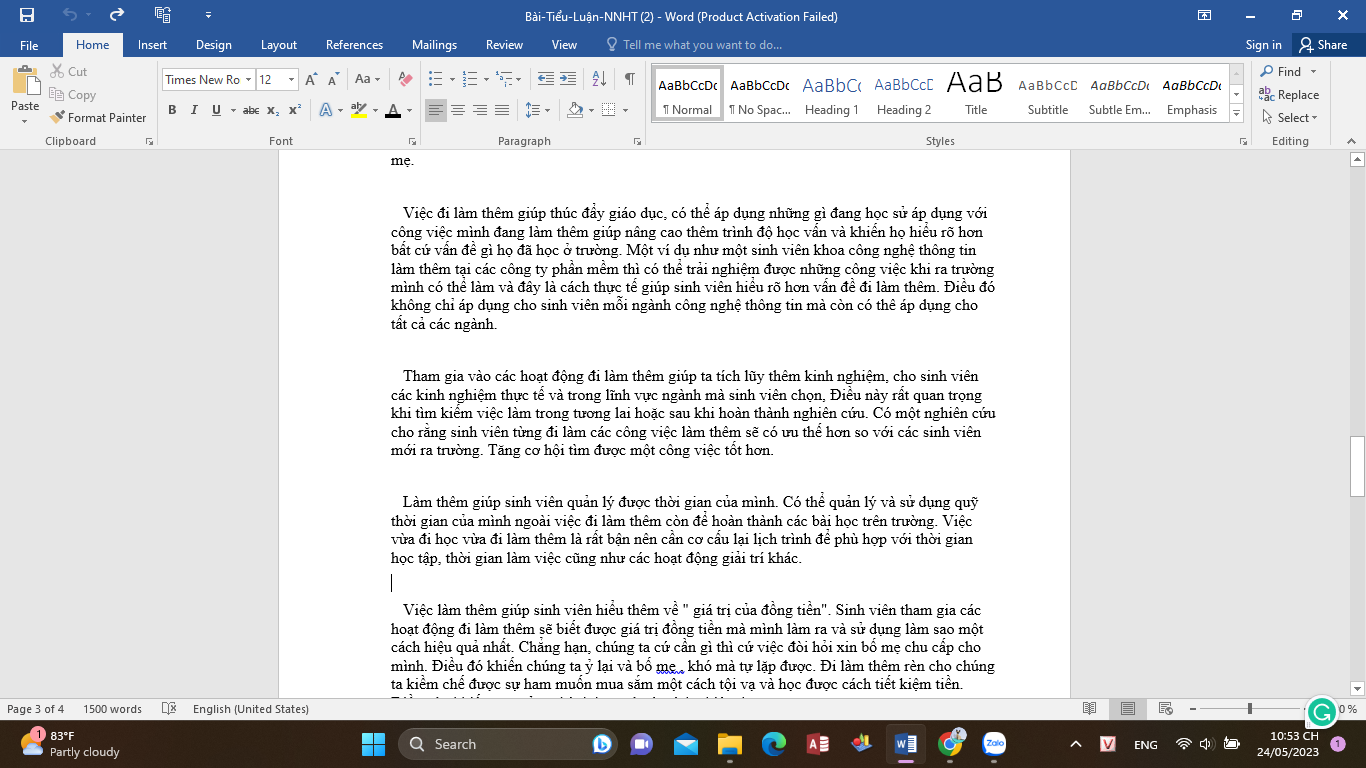 Bài-Tiểu-Luận-NNHT (2) - Word (Product Activation Failed)
File Home Insert Design Layout References Mailings Review View Tell me what you want to do... Sign in Share
Paste
Cut
Copy
Format Painter
Clipboard
Times New Ro 12
Font
Paragraph
AaBbCcDc AaBbCcDc AaBbCc AaBbCcD AaB AaBbCcD AaBbCcDc AaBbCcDc
¶ Normal ¶ No Spac... Heading 1 Heading 2 Title Subtitle Subtle Em... Emphasis
Styles
Find
Replace
Select
Editing
mẹ.
Việc đi làm thêm giúp thúc đẩy giáo dục, có thể áp dụng những gì đang học sử áp dụng với
công việc mình đang làm thêm giúp nâng cao thêm trình độ học vấn và khiến họ hiểu rõ hơn
bất cứ vấn đề gì họ đã học ở trường. Một ví dụ như một sinh viên khoa công nghệ thông tin
làm thêm tại các công ty phần mềm thì có thể trải nghiệm được những công việc khi ra trường
mình có thể làm và đây là cách thực tế giúp sinh viên hiểu rõ hơn vấn đề đi làm thêm. Điều đó
không chỉ áp dụng cho sinh viên mỗi ngành công nghệ thông tin mà còn có thê áp dụng cho
tất cả các ngành.
Tham gia vào các hoạt động đi làm thêm giúp ta tích lũy thêm kinh nghiệm, cho sinh viên
các kinh nghiệm thực tế và trong lĩnh vực ngành mà sinh viên chọn, Điều này rất quan trọng
khi tìm kiếm việc làm trong tương lai hoặc sau khi hoàn thành nghiên cứu. Có một nghiên cứu
cho rằng sinh viên từng đi làm các công việc làm thêm sẽ có ưu thế hơn so với các sinh viên
mới ra trường. Tăng cơ hội tìm được một công việc tốt hơn.
Làm thêm giúp sinh viên quản lý được thời gian của mình. Có thể quản lý và sử dụng quỹ
thời gian của mình ngoài việc đi làm thêm còn để hoàn thành các bài học trên trường. Việc
vừa đi học vừa đi làm thêm là rất bận nên cần cơ cấu lại lịch trình để phù hợp với thời gian
học tập, thời gian làm việc cũng như các hoạt động giải trí khác.
Việc làm thêm giúp sinh viên hiểu thêm về " giá trị của đồng tiền". Sinh viên tham gia các
hoạt động đi làm thêm sẽ biết được giá trị đồng tiền mà mình làm ra và sử dụng làm sao một
cách hiệu quả nhất. Chẳng hạn, chúng ta cứ cần gì thì cứ việc đòi hỏi xin bố mẹ chu cấp cho
mình. Điều đó khiến chúng ta ỷ lại và bố mẹ , khó mà tự lặp được. Đi làm thêm rèn cho chúng
ta kiềm chế được sự ham muốn mua sắm một cách tội vạ và học được cách tiết kiệm tiền.
Page 3 of 4 1500 words English (United States)
83°F
Partly cloudy
Search
Zalo
ENG
10:53 CH
24/05/2023